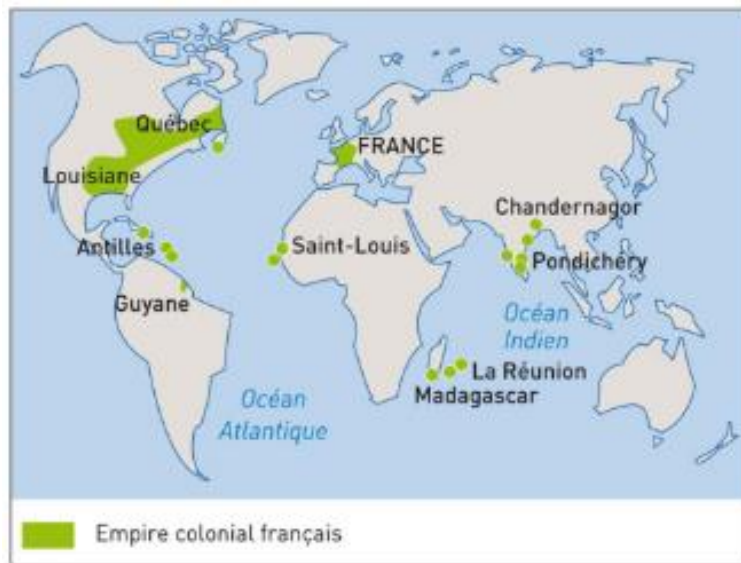 Québec
FRANCE
Louisiane
Chandernagor
Antilles
Saint-Louis
Pondichéry
Guyane
Océan
Indien
La Réunion
Madagascar
Océan
Atlantique
Empire colonial français